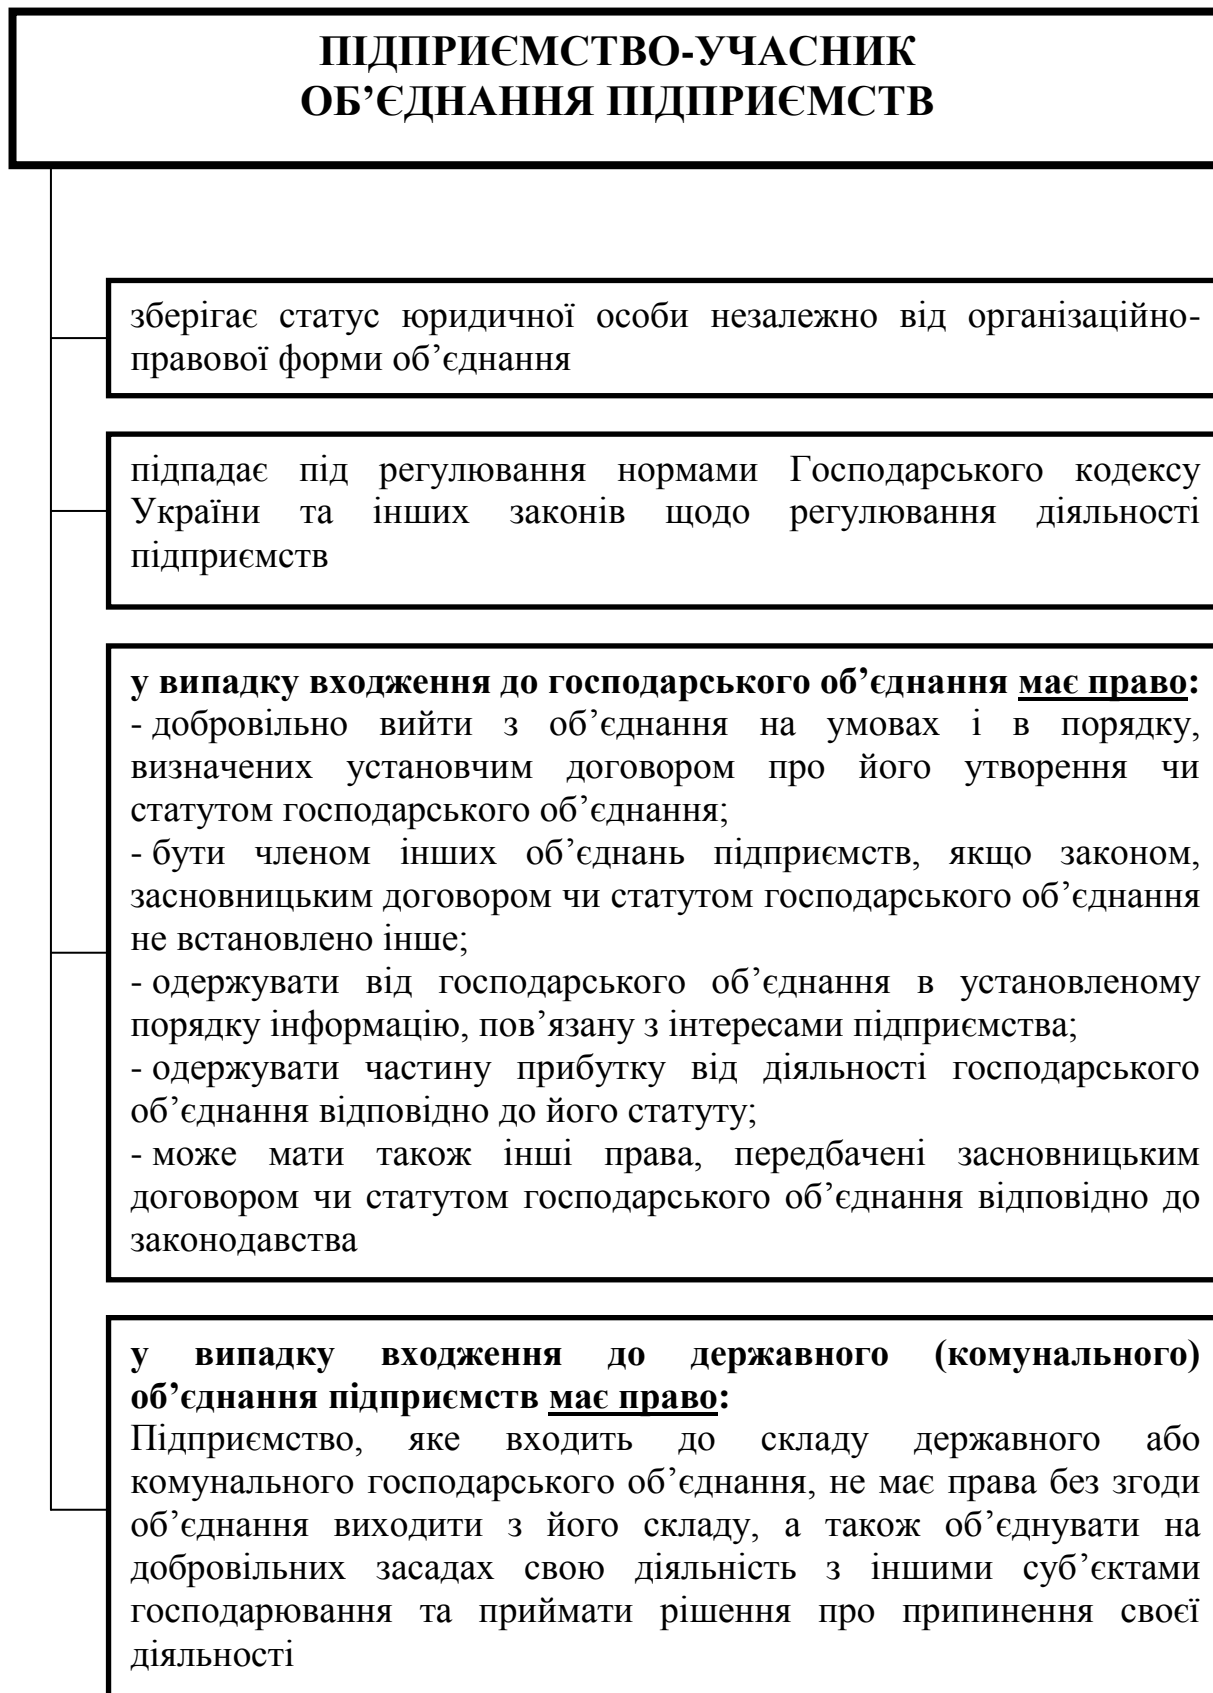 ПІДПРИЄМСТВО-УЧАСНИК
ОБ’ЄДНАННЯ ПІДПРИЄМСТВ
зберігає статус юридичної особи незалежно від організаційно-
правової форми об’єднання
підпадає під регулювання нормами Господарського кодексу
України та інших законів щодо регулювання діяльності
підприємств
у випадку входження до господарського об’єднання має право:
- добровільно вийти з об’єднання на умовах і в порядку,
визначених установчим договором про його утворення чи
статутом господарського об’єднання;
- бути членом інших об’єднань підприємств, якщо законом,
засновницьким договором чи статутом господарського об’єднання
не встановлено інше;
- одержувати від господарського об’єднання в установленому
порядку інформацію, пов’язану з інтересами підприємства;
- одержувати частину прибутку від діяльності господарського
об’єднання відповідно до його статуту;
- може мати також інші права, передбачені засновницьким
договором чи статутом господарського об’єднання відповідно до
законодавства
у випадку входження до державного (комунального)
об’єднання підприємств має право:
Підприємство, яке входить до складу державного або
комунального господарського об’єднання, не має права без згоди
об’єднання виходити з його складу, а також об’єднувати на
добровільних засадах свою діяльність з іншими суб’єктами
господарювання та приймати рішення про припинення своєї
діяльності